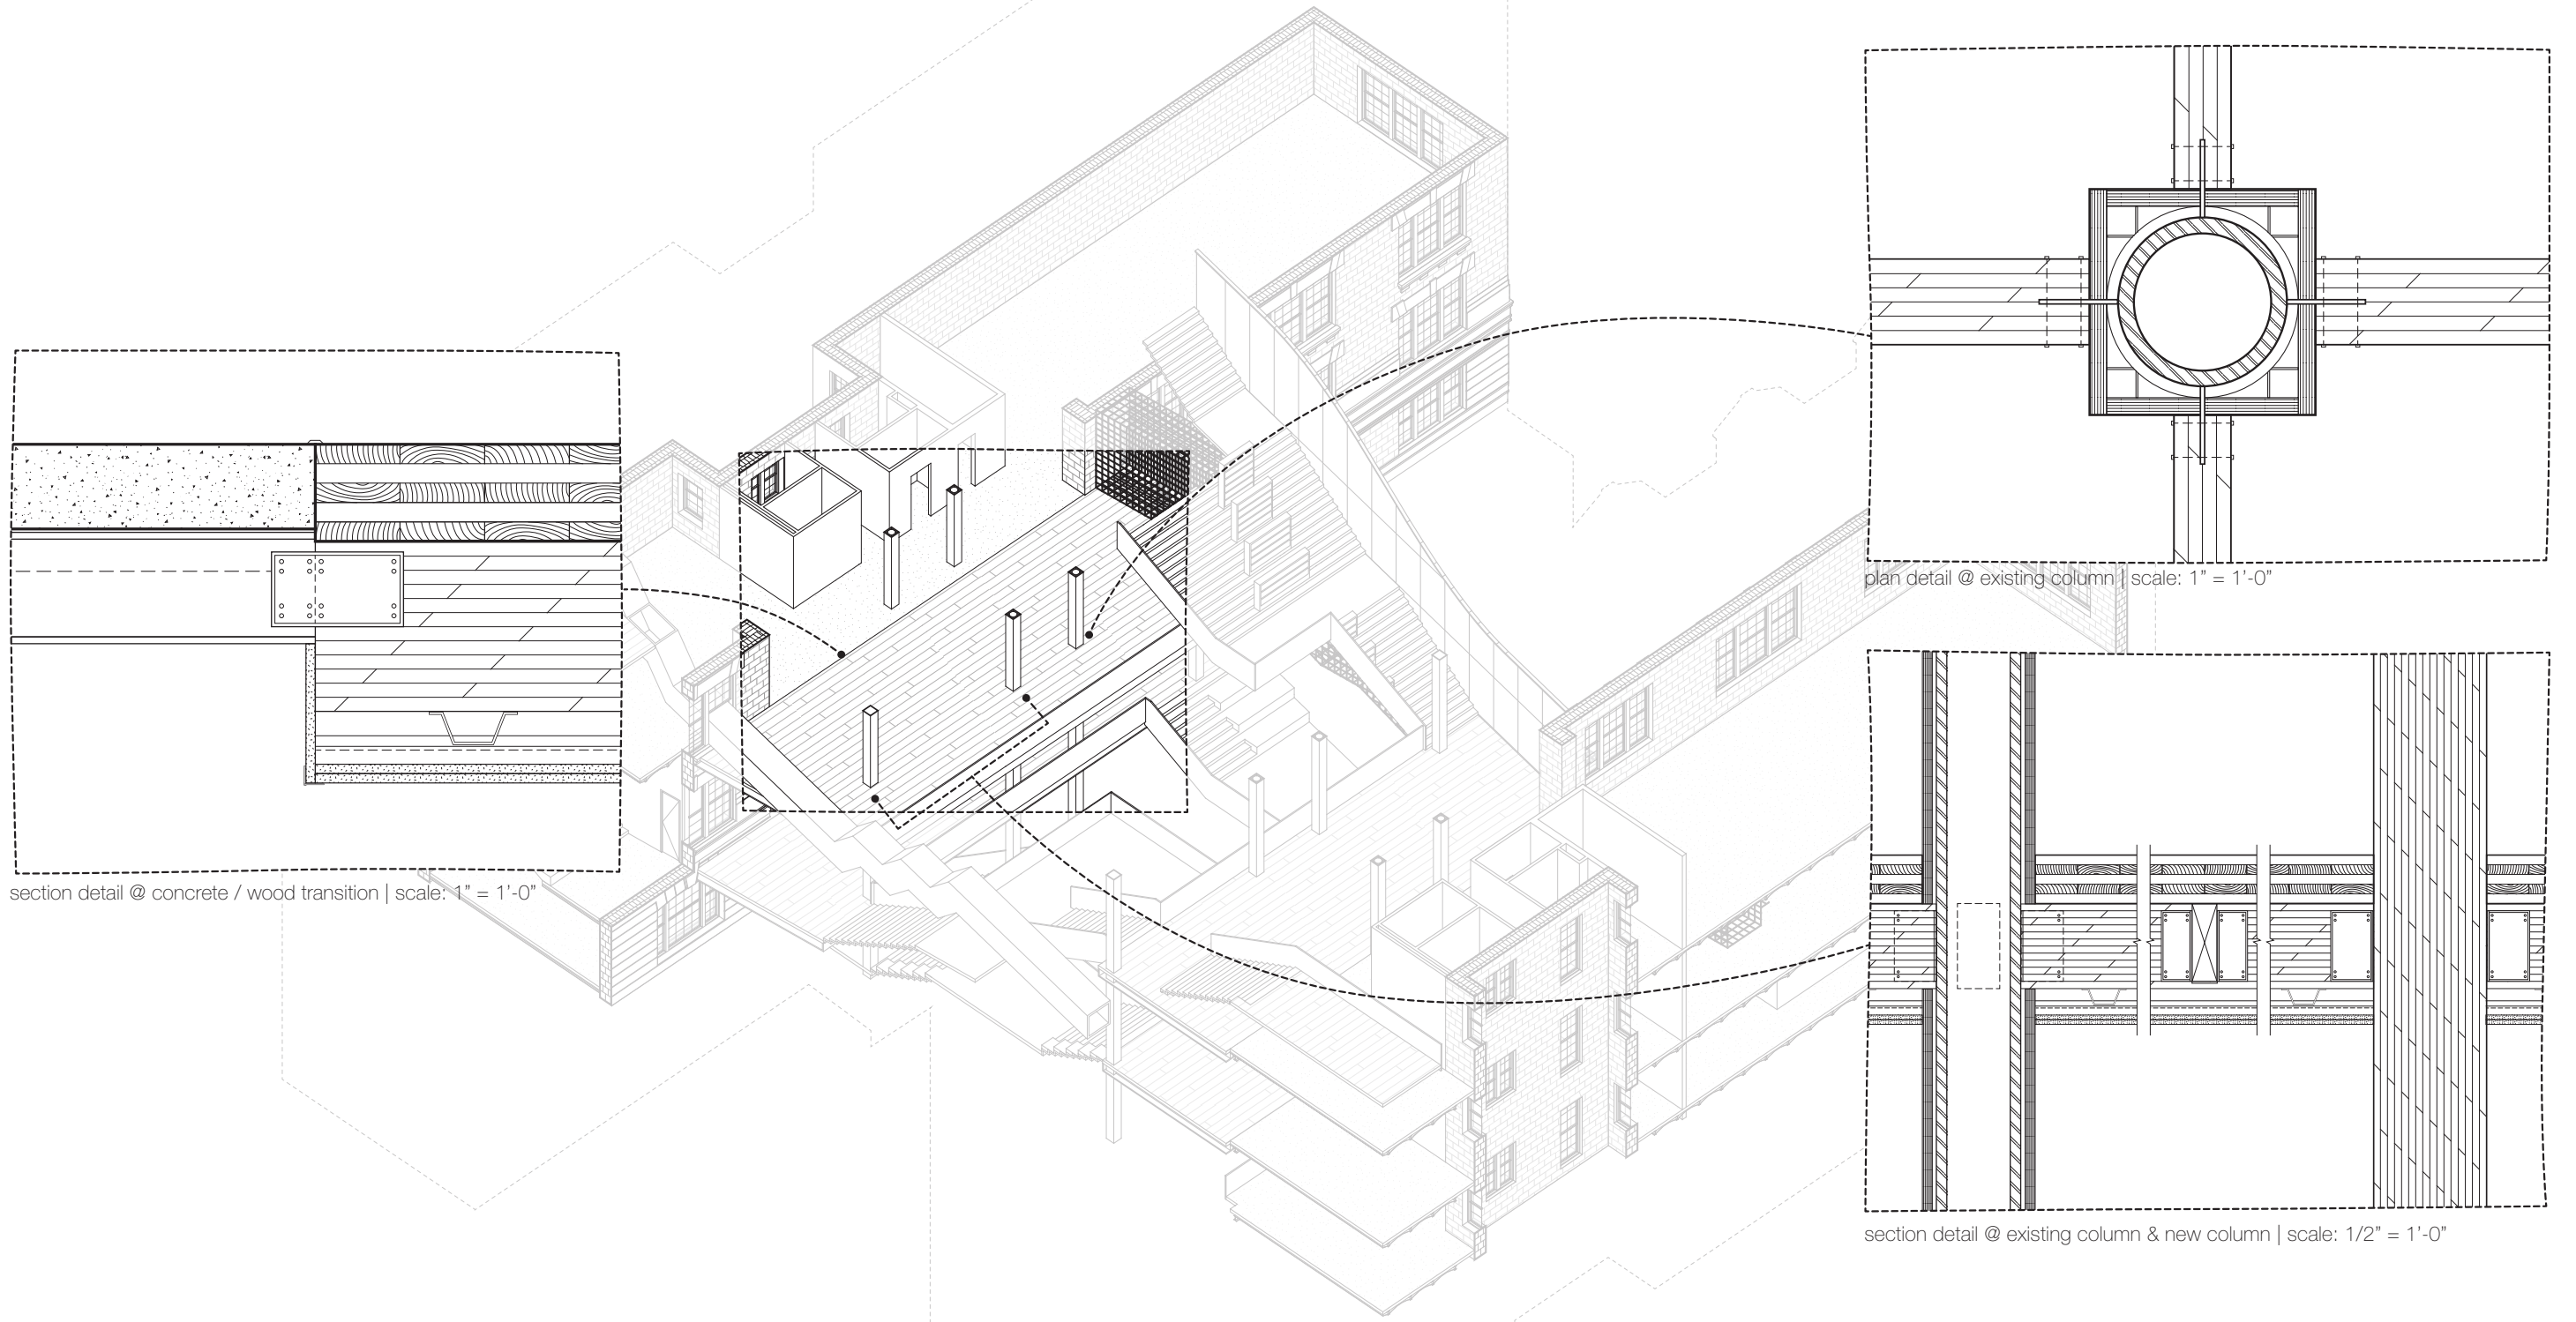 plan detail @ existing column | scale: 1” = 1’-0”
section detail @ concrete / wood transition | scale: 1” = 1’-0”
section detail @ existing column & new column | scale: 1/2” = 1’-0”